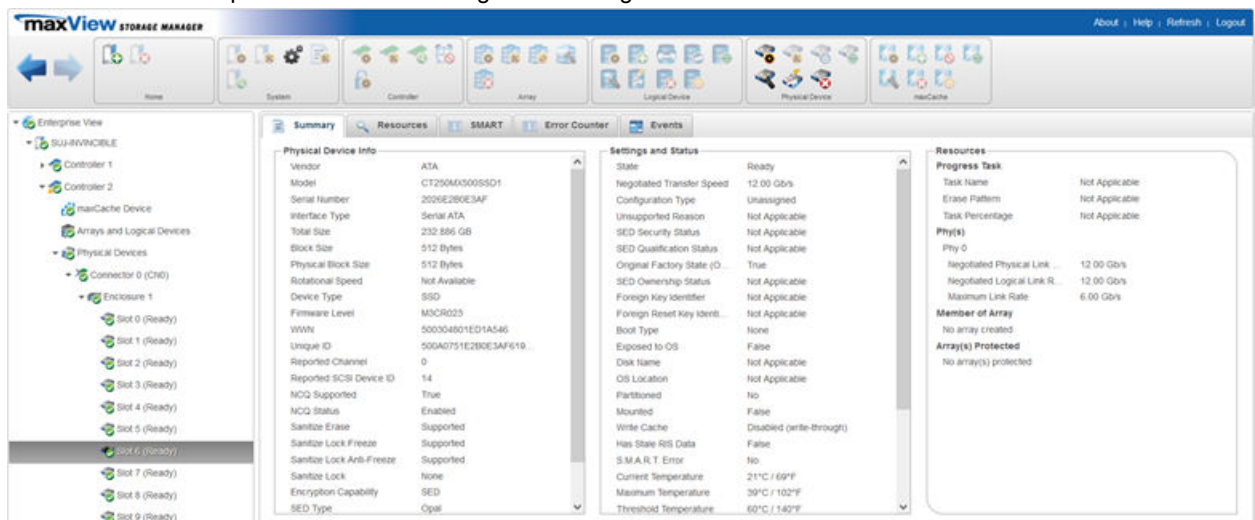 maxView STORAGE MANAGER
About | Help | Refresh | Logout
Home
System
Controller
Array
Logical Device
Physical Device
maxCache
Enterprise View
SUJ-INVINCIBLE
Controller 1
Controller 2
maxCache Device
Arrays and Logical Devices
Physical Devices
Connector 0 (CN0)
Enclosure 1
Slot 0 (Ready)
Slot 1 (Ready)
Slot 2 (Ready)
Slot 3 (Ready)
Slot 4 (Ready)
Slot 5 (Ready)
Slot 6 (Ready)
Slot 7 (Ready)
Slot 8 (Ready)
Slot 9 (Ready)
Summary
Resources
SMART
Error Counter
Events
Physical Device Info
Vendor ATA
Model CT250MX500SSD1
Serial Number 2026E2B0E3AF
Interface Type Serial ATA
Total Size 232.886 GB
Block Size 512 Bytes
Physical Block Size 512 Bytes
Rotational Speed Not Available
Device Type SSD
Firmware Level M3CR023
WWN 500304801ED1A546
Unique ID 500A0751E2B0E3AF619...
Reported Channel 0
Reported SCSI Device ID 14
NCQ Supported True
NCQ Status Enabled
Sanitize Erase Supported
Sanitize Lock Freeze Supported
Sanitize Lock Anti-Freeze Supported
Sanitize Lock None
Encryption Capability SED
SED Type Opal
Settings and Status
State Ready
Negotiated Transfer Speed 12.00 Gb/s
Configuration Type Unassigned
Unsupported Reason Not Applicable
SED Security Status Not Applicable
SED Qualification Status Not Applicable
Original Factory State (O... True
SED Ownership Status Not Applicable
Foreign Key Identifier Not Applicable
Foreign Reset Key Identi... Not Applicable
Boot Type None
Exposed to OS False
Disk Name Not Applicable
OS Location Not Applicable
Partitioned No
Mounted False
Write Cache Disabled (write-through)
Has Stale RIS Data False
S.M.A.R.T. Error No
Current Temperature 21°C / 69°F
Maximum Temperature 39°C / 102°F
Threshold Temperature 60°C / 140°F
Resources
Progress Task
Task Name Not Applicable
Erase Pattern Not Applicable
Task Percentage Not Applicable
Phy(s)
Phy 0
Negotiated Physical Link ... 12.00 Gb/s
Negotiated Logical Link R... 12.00 Gb/s
Maximum Link Rate 6.00 Gb/s
Member of Array
No array created
Array(s) Protected
No array(s) protected